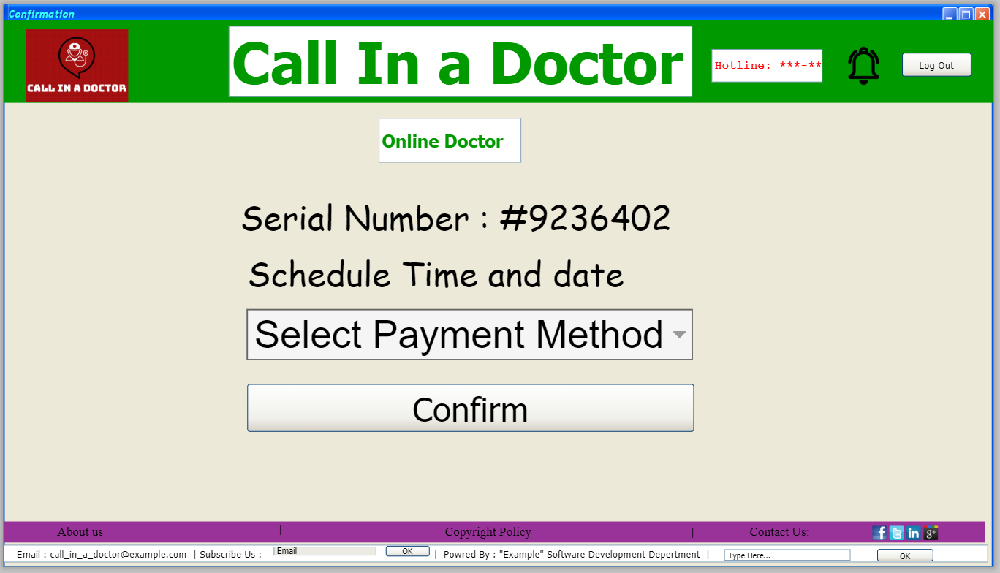 Confirmation
CALL IN A DOCTOR
Call In a Doctor
Hotline: ***-**
Log Out
Online Doctor
Serial Number : #9236402
Schedule Time and date
Select Payment Method
Confirm
About us | Copyright Policy | Contact Us:
Email : call_in_a_doctor@example.com | Subscribe Us : Email OK | Powred By : "Example" Software Development Depertment | Type Here... OK